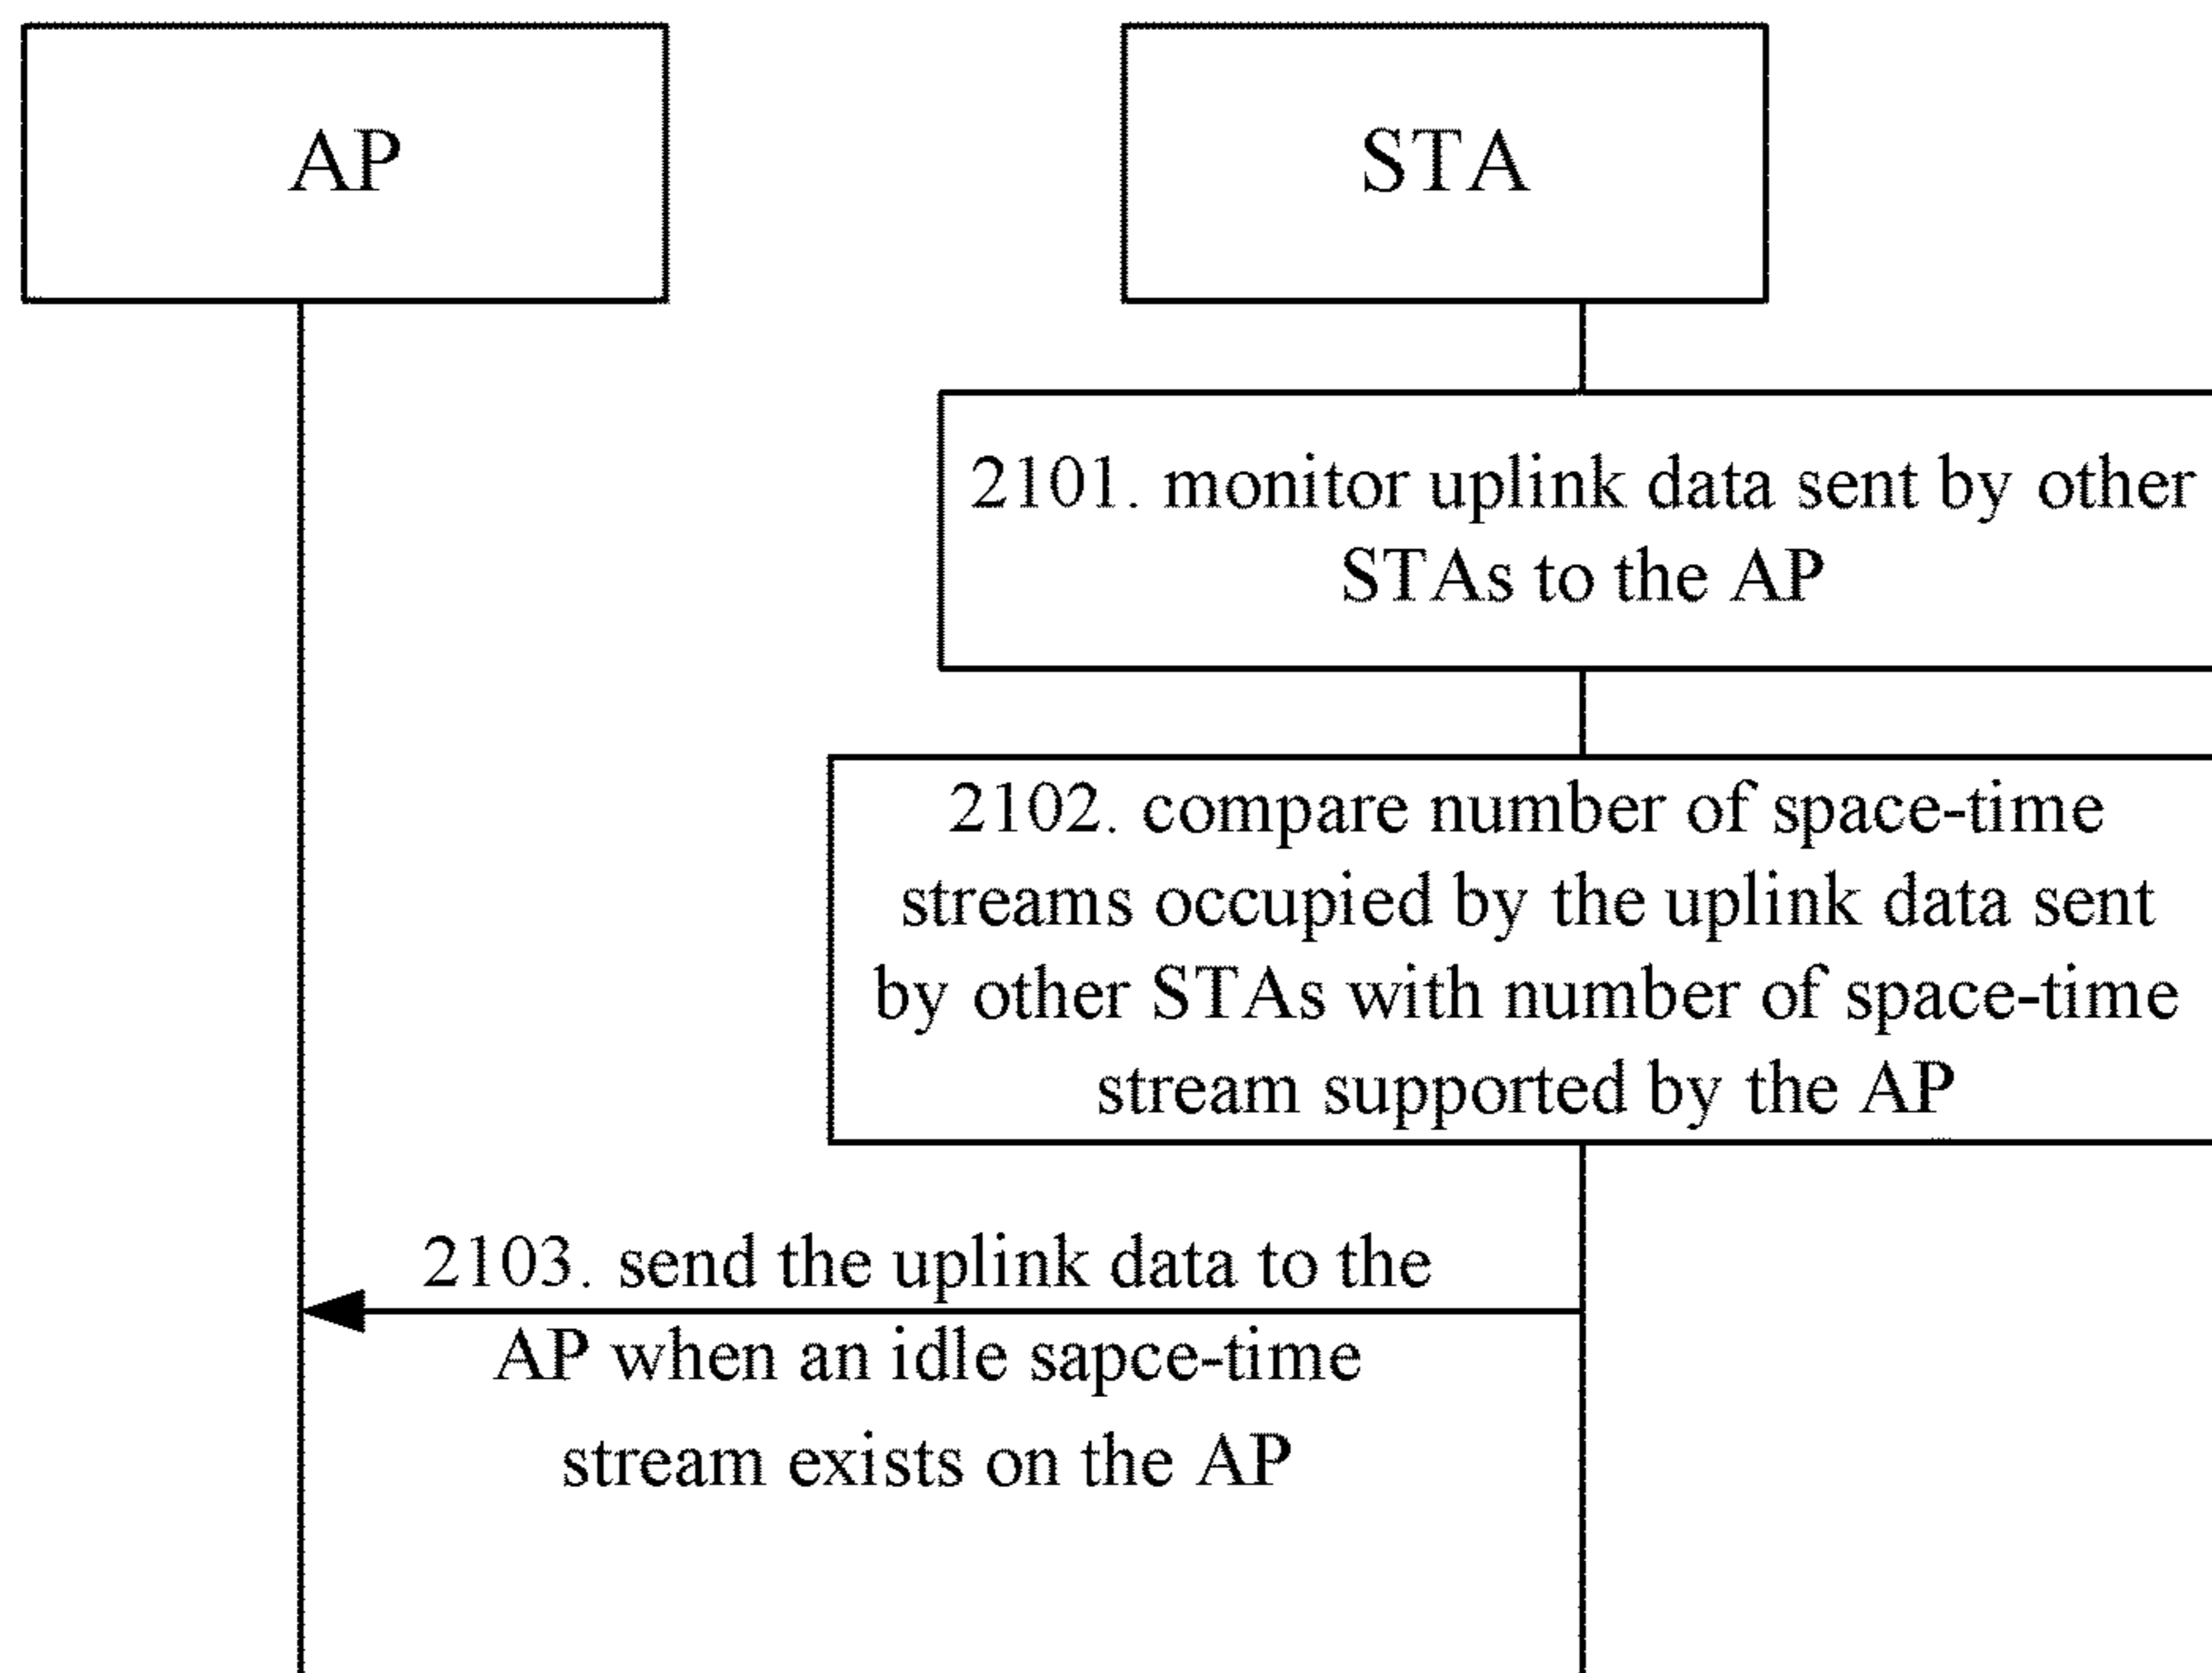 AP
STA
2101. monitor uplink data sent by other
STAs to the AP
2102. compare number of space-time
streams occupied by the uplink data sent
by other STAs with number of space-time
stream supported by the AP
2103. send the uplink data to the
AP when an idle sapce-time
stream exists on the AP